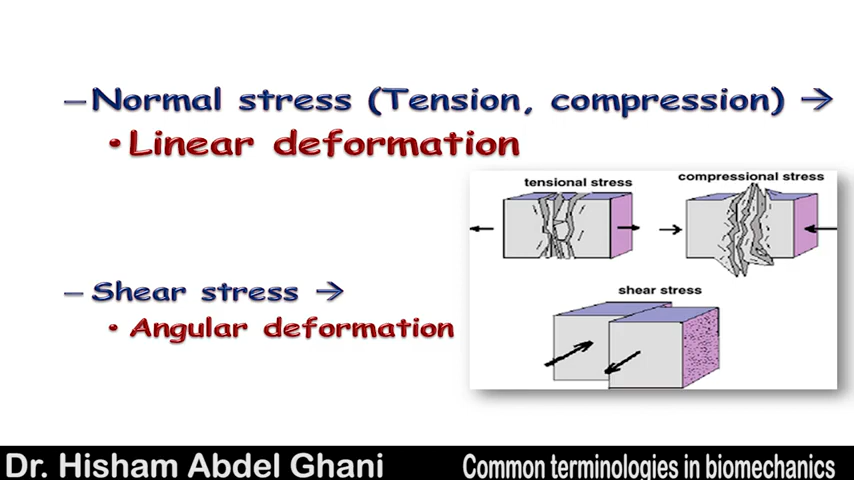 – Normal stress (Tension, compression) →
• Linear deformation
tensional stress
compressional stress
shear stress
– Shear stress →
• Angular deformation
Dr. Hisham Abdel Ghani
Common terminologies in biomechanics